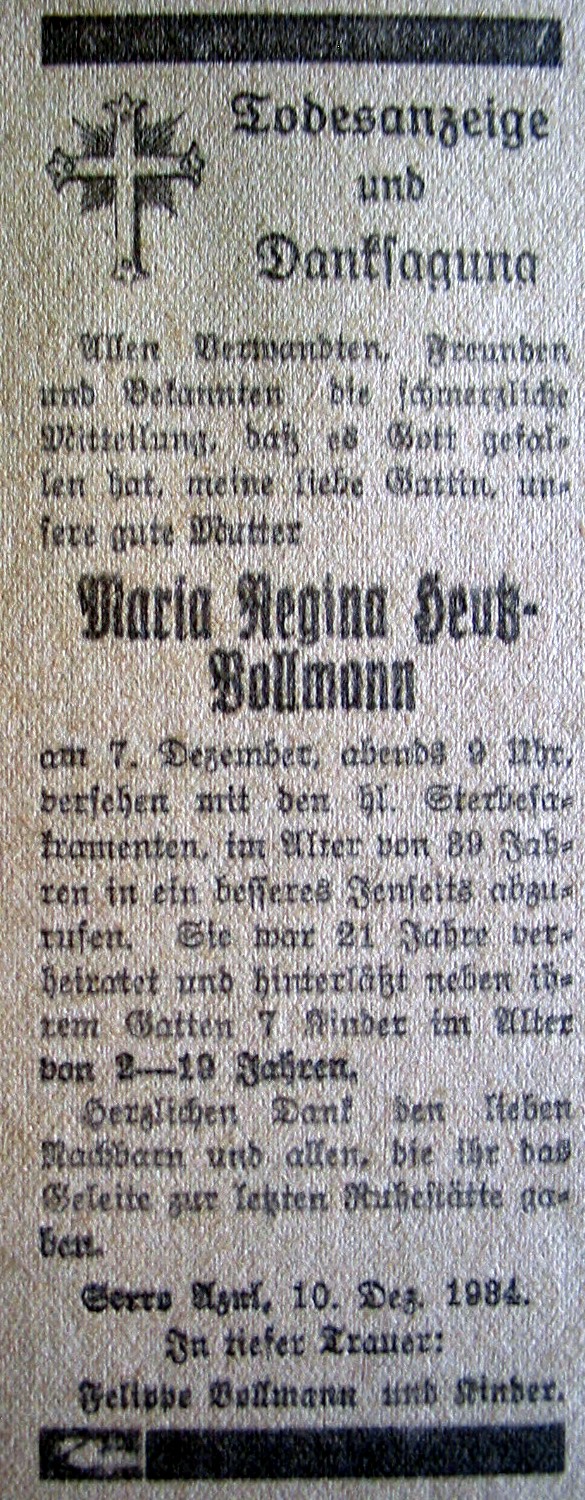 Todesanzeige
und
Danksagung
Allen Verwandten, Freunden
und Bekannten die schmerzliche
Mitteilung, daß es Gott gefal-
len hat, meine liebe Gattin, un-
sere gute Mutter
Maria Regina Heuß-
Vollmann
am 7. Dezember, abends 9 Uhr,
versehen mit den hl. Sterbesa-
kramenten, im Alter von 39 Jah-
ren in ein besseres Jenseits abzu-
rufen. Sie war 21 Jahre ver-
heiratet und hinterläßt neben ih-
rem Gatten 7 Kinder im Alter
von 2—19 Jahren.
Herzlichen Dank den lieben
Nachbarn und allen, die ihr das
Geleite zur letzten Ruhestätte ga-
ben.
Serro Azul, 10. Dez. 1934.
In tiefer Trauer:
Felippe Vollmann und Kinder.